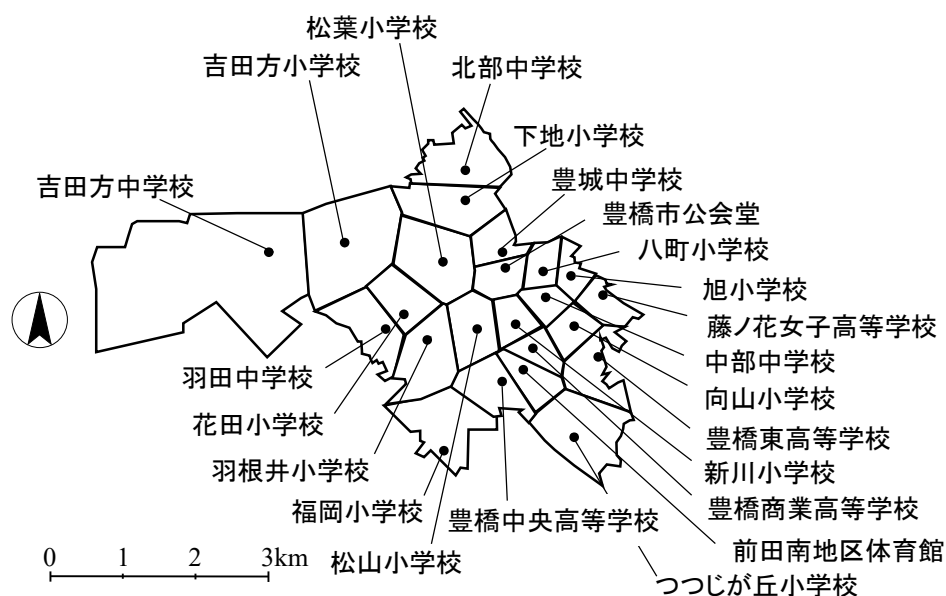 松葉小学校
吉田方小学校
北部中学校
下地小学校
吉田方中学校
豊城中学校
豊橋市公会堂
八町小学校
旭小学校
藤ノ花女子高等学校
中部中学校
羽田中学校
向山小学校
花田小学校
豊橋東高等学校
羽根井小学校
新川小学校
福岡小学校
豊橋中央高等学校
豊橋商業高等学校
松山小学校
前田南地区体育館
つつじが丘小学校
0 1 2 3km